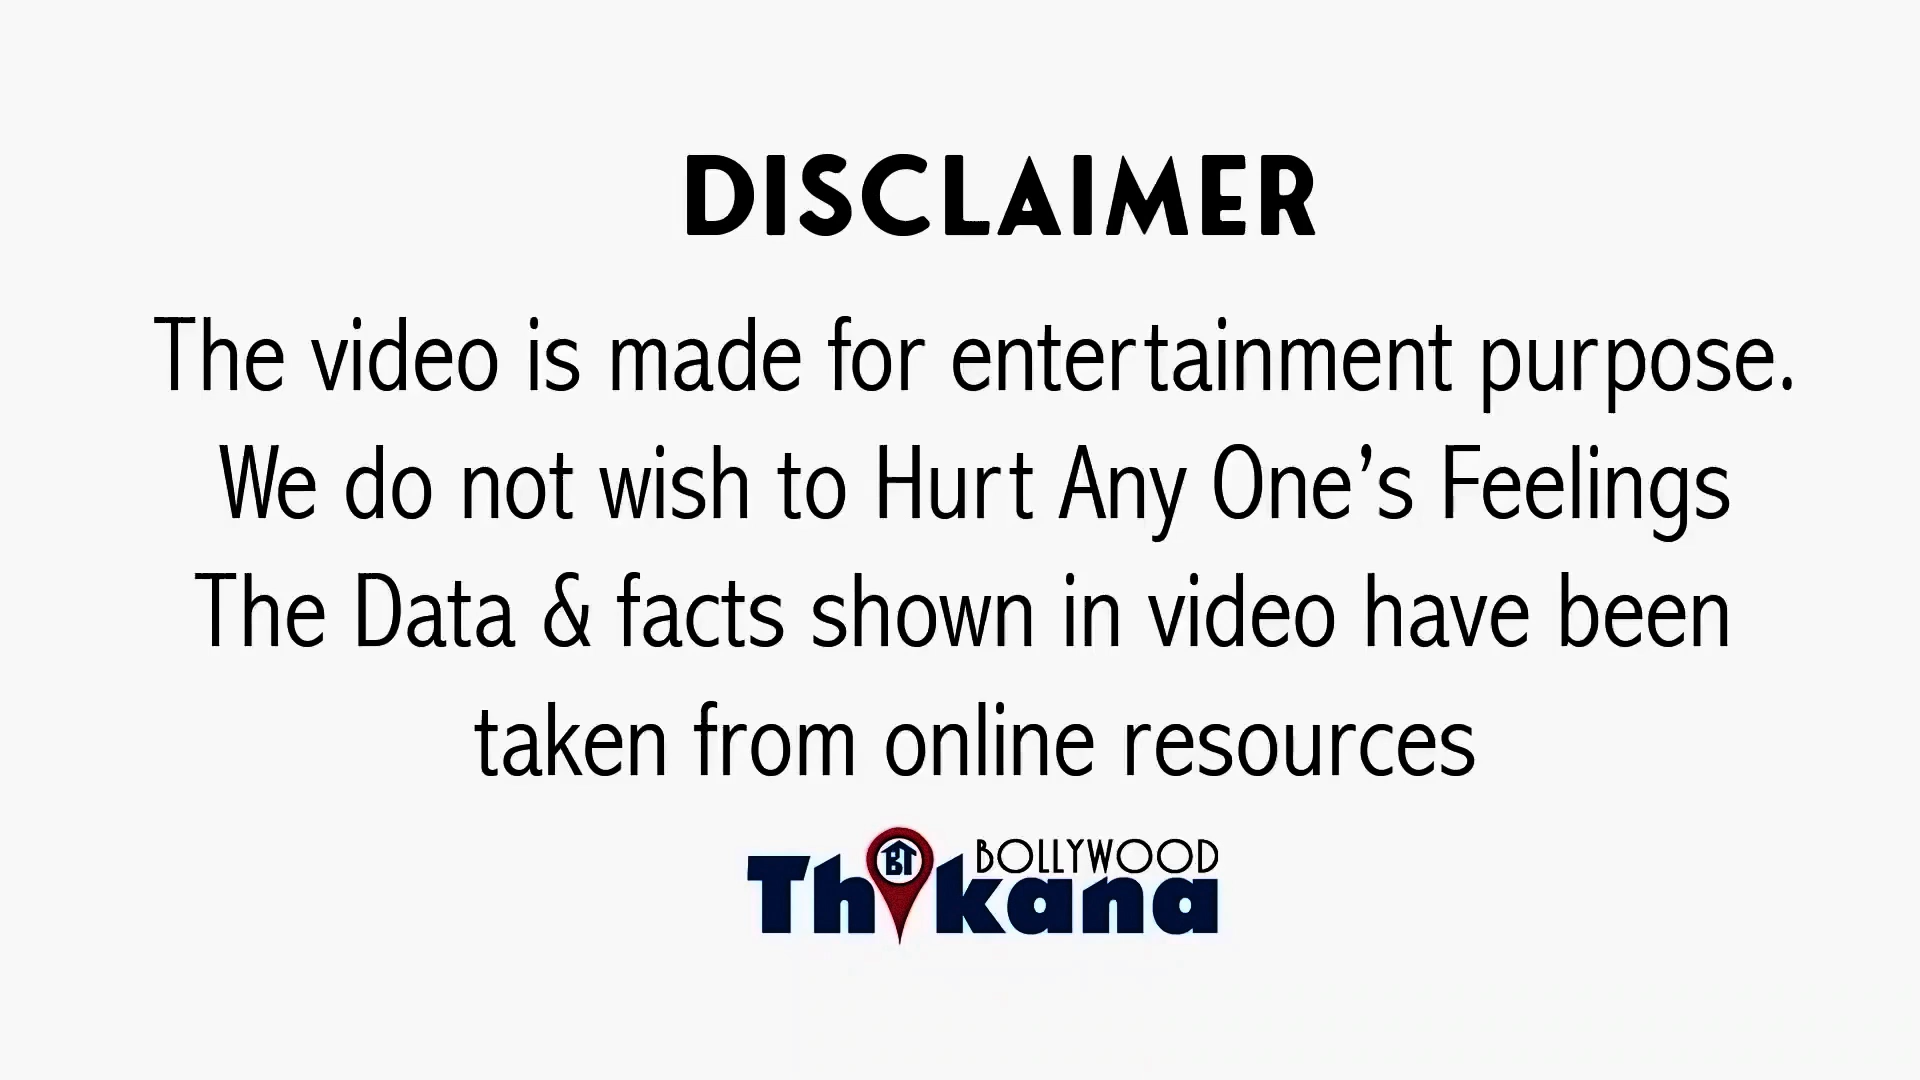 DISCLAIMER
The video is made for entertainment purpose.
We do not wish to Hurt Any One’s Feelings
The Data & facts shown in video have been
taken from online resources
BOLLYWOOD
BT
Thikana